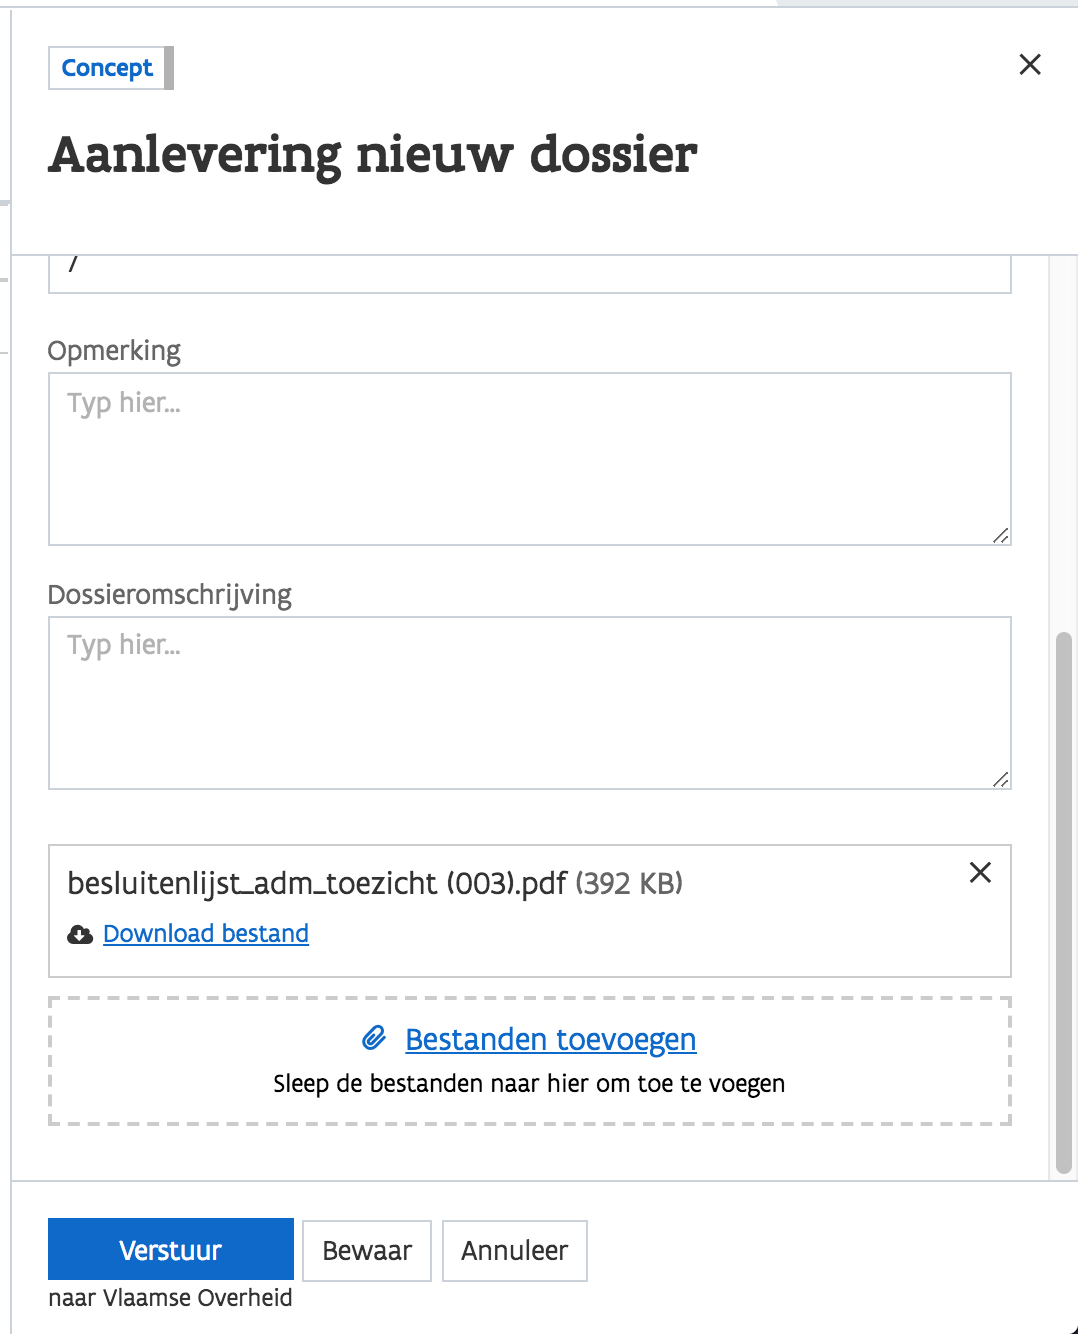 Concept
Aanlevering nieuw dossier
/
Opmerking
Typ hier...
Dossieromschrijving
Typ hier...
besluitenlijst_adm_toezicht (003).pdf (392 KB)
Download bestand
Bestanden toevoegen
Sleep de bestanden naar hier om toe te voegen
Verstuur Bewaar Annuleer
naar Vlaamse Overheid